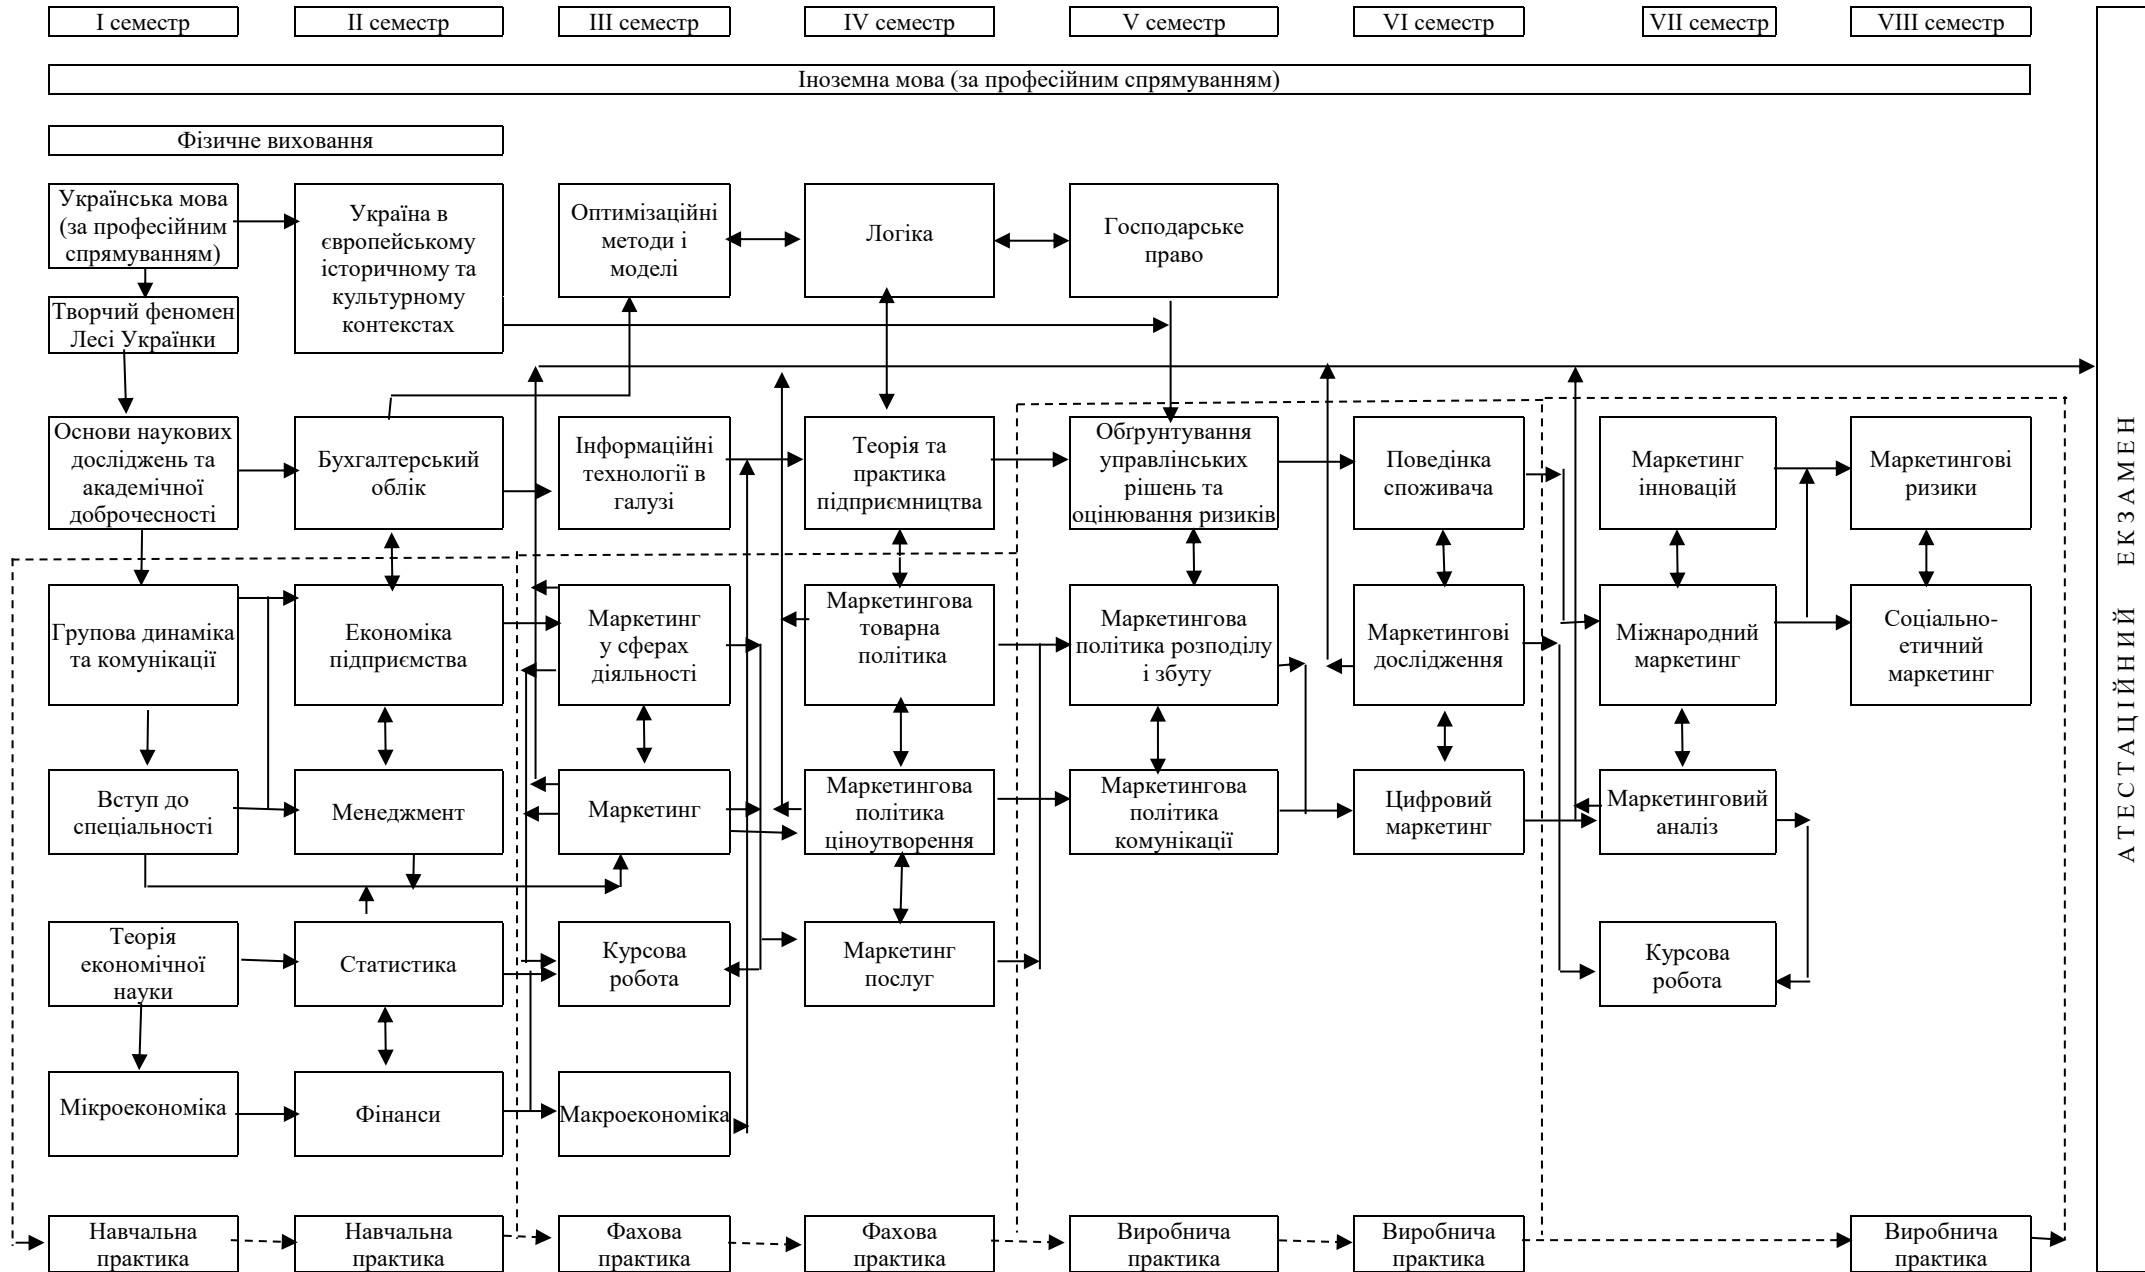 I семестр
II семестр
III семестр
IV семестр
V семестр
VI семестр
VII семестр
VIII семестр
Іноземна мова (за професійним спрямуванням)
Фізичне виховання
Українська мова
(за професійним
спрямуванням)
Україна в
європейському
історичному та
культурному
контекстах
Оптимізаційні
методи і
моделі
Логіка
Господарське
право
Творчий феномен
Лесі Українки
Основи наукових
досліджень та
академічної
доброчесності
Бухгалтерський
облік
Інформаційні
технології в
галузі
Теорія та
практика
підприємництва
Обґрунтування
управлінських
рішень та
оцінювання ризиків
Поведінка
споживача
Маркетинг
інновацій
Маркетингові
ризики
Групова динаміка
та комунікації
Економіка
підприємства
Маркетинг
у сферах
діяльності
Маркетингова
товарна
політика
Маркетингова
політика розподілу
і збуту
Маркетингові
дослідження
Міжнародний
маркетинг
Соціально-
етичний
маркетинг
Вступ до
спеціальності
Менеджмент
Маркетинг
Маркетингова
політика
ціноутворення
Маркетингова
політика
комунікації
Цифровий
маркетинг
Маркетинговий
аналіз
Теорія
економічної
науки
Статистика
Курсова
робота
Маркетинг
послуг
Курсова
робота
Мікроекономіка
Фінанси
Макроекономіка
Навчальна
практика
Навчальна
практика
Фахова
практика
Фахова
практика
Виробнича
практика
Виробнича
практика
Виробнича
практика
АТЕСТАЦІЙНИЙ ЕКЗАМЕН